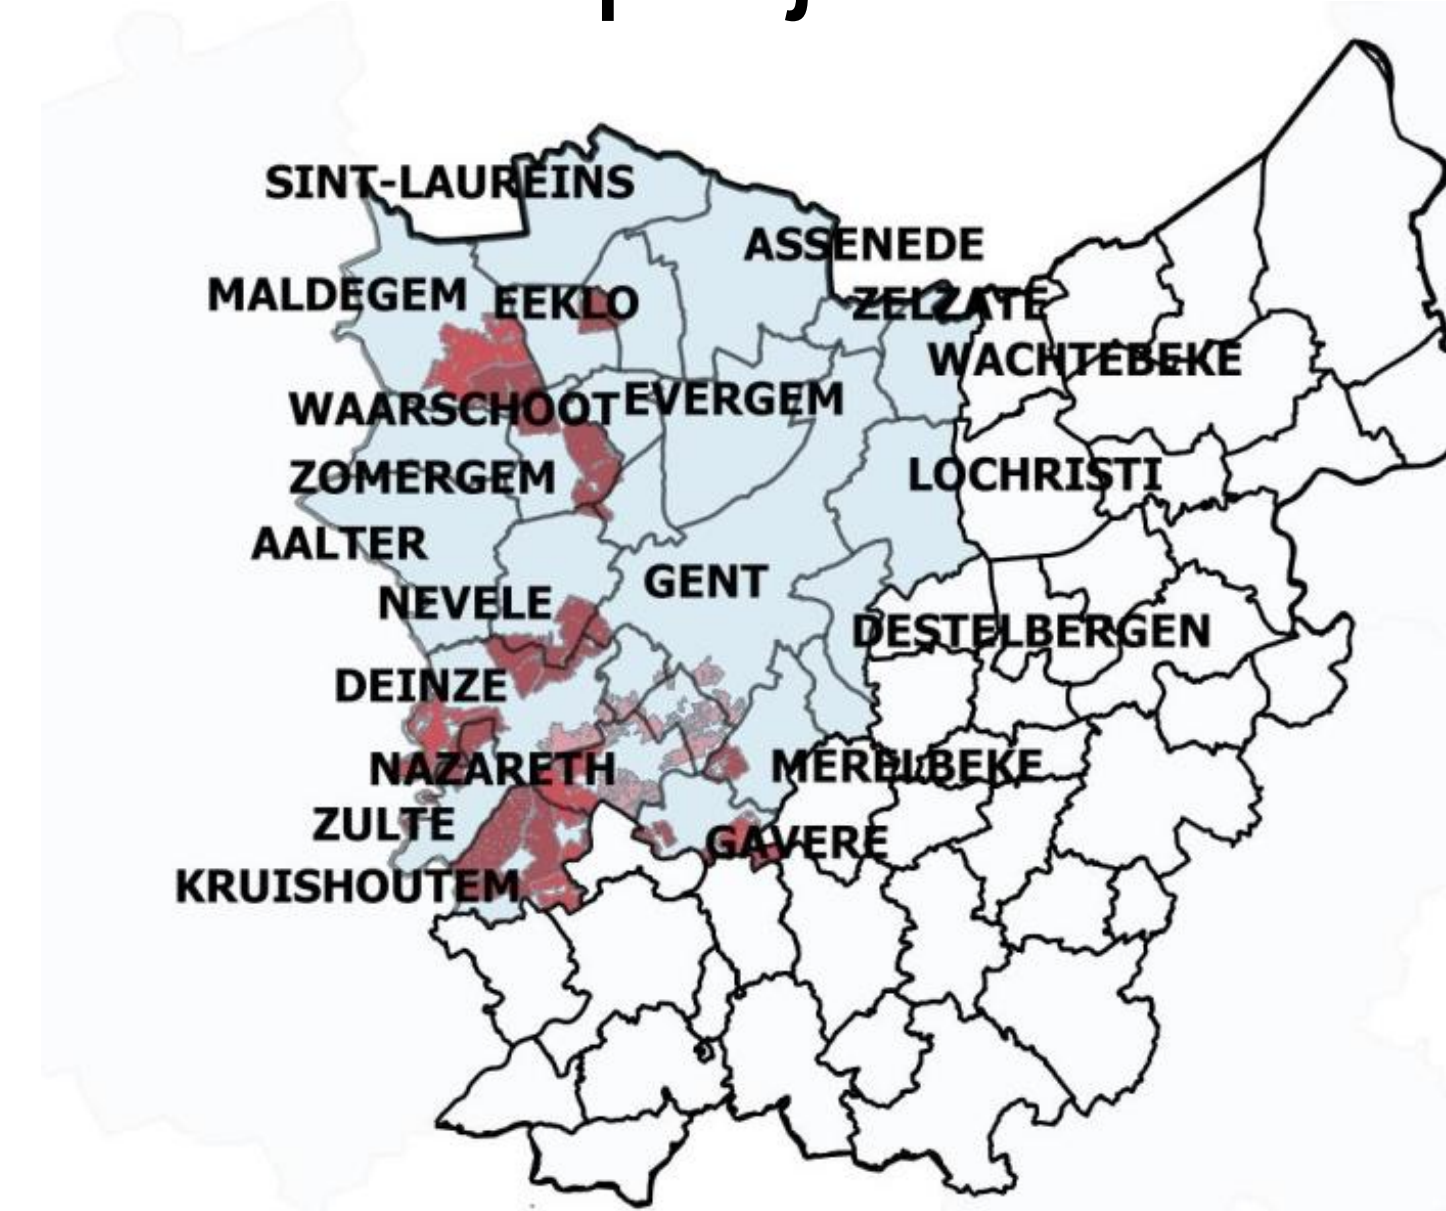 SINT-LAUREINS
ASSENEDE
MALDEGEM
EEKLO
ZELZATE
WACHTEBEKE
WAARSCHOOT
EVERGEM
ZOMERGEM
LOCHRISTI
AALTER
GENT
NEVELE
DESTELBERGEN
DEINZE
NAZARETH
MERELBEKE
ZULTE
GAVERE
KRUISHOUTEM